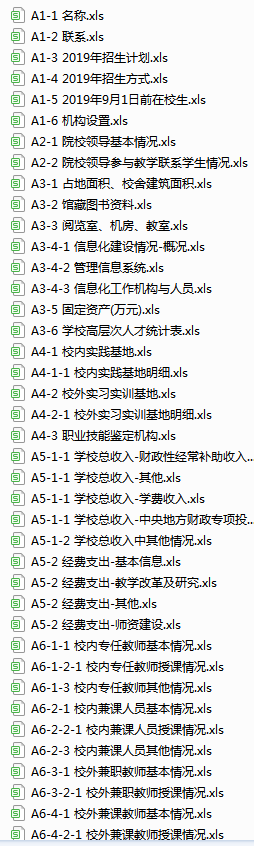 A1-1 名称.xls
A1-2 联系.xls
A1-3 2019年招生计划.xls
A1-4 2019年招生方式.xls
A1-5 2019年9月1日前在校生.xls
A1-6 机构设置.xls
A2-1 院校领导基本情况.xls
A2-2 院校领导参与教学联系学生情况.xls
A3-1 占地面积、校舍建筑面积.xls
A3-2 馆藏图书资料.xls
A3-3 阅览室、机房、教室.xls
A3-4-1 信息化建设情况-概况.xls
A3-4-2 管理信息系统.xls
A3-4-3 信息化工作机构与人员.xls
A3-5 固定资产(万元).xls
A3-6 学校高层次人才统计表.xls
A4-1 校内实践基地.xls
A4-1-1 校内实践基地明细.xls
A4-2 校外实习实训基地.xls
A4-2-1 校外实习实训基地明细.xls
A4-3 职业技能鉴定机构.xls
A5-1-1 学校总收入-财政性经常补助收入...
A5-1-1 学校总收入-其他.xls
A5-1-1 学校总收入-学费收入.xls
A5-1-1 学校总收入-中央地方财政专项投...
A5-1-2 学校总收入中其他情况.xls
A5-2 经费支出-基本信息.xls
A5-2 经费支出-教学改革及研究.xls
A5-2 经费支出-其他.xls
A5-2 经费支出-师资建设.xls
A6-1-1 校内专任教师基本情况.xls
A6-1-2-1 校内专任教师授课情况.xls
A6-1-3 校内专任教师其他情况.xls
A6-2-1 校内兼课人员基本情况.xls
A6-2-2-1 校内兼课人员授课情况.xls
A6-2-3 校内兼课人员其他情况.xls
A6-3-1 校外兼职教师基本情况.xls
A6-3-2-1 校外兼职教师授课情况.xls
A6-4-1 校外兼课教师基本情况.xls
A6-4-2-1 校外兼课教师授课情况.xls